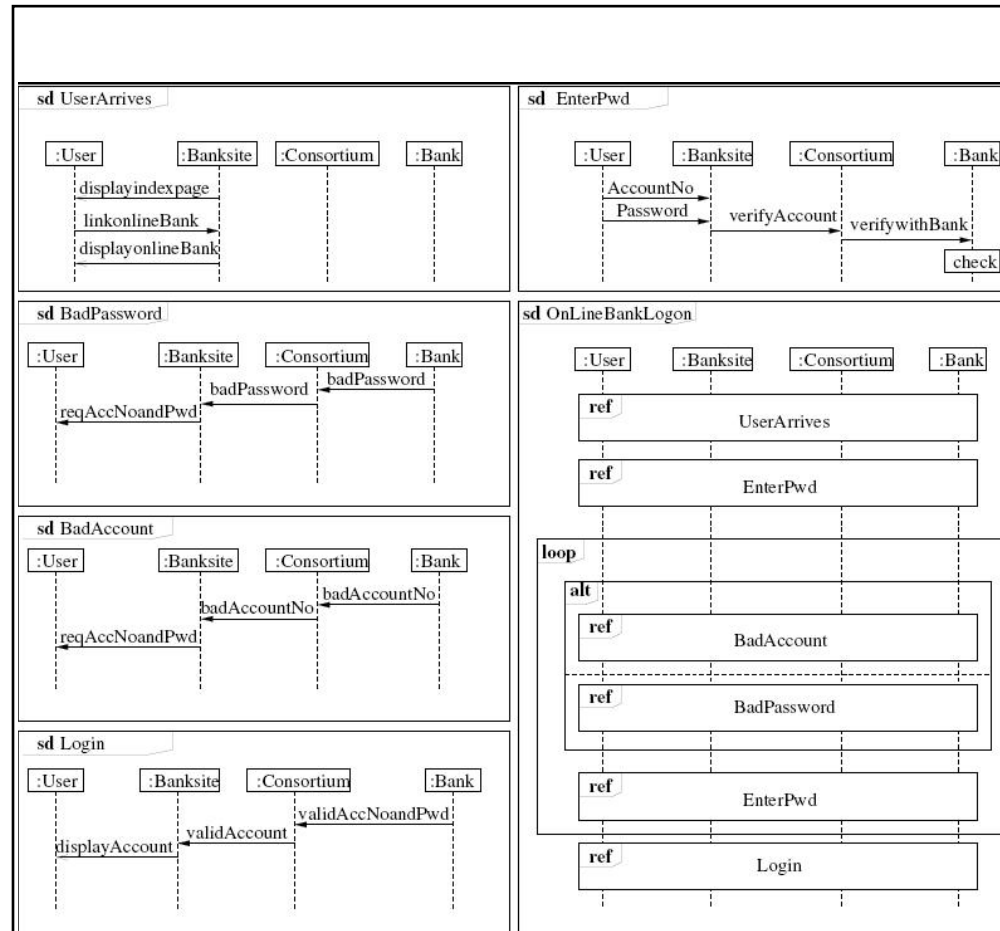 sd UserArrives
:User :Banksite :Consortium :Bank
displayindexpage
linkonlineBank
displayonlineBank
sd EnterPwd
:User :Banksite :Consortium :Bank
AccountNo
Password
verifyAccount
verifywithBank
check
sd BadPassword
:User :Banksite :Consortium :Bank
badPassword
badPassword
reqAccNoandPwd
sd BadAccount
:User :Banksite :Consortium :Bank
badAccountNo
badAccountNo
reqAccNoandPwd
sd Login
:User :Banksite :Consortium :Bank
validAccNoandPwd
validAccount
displayAccount
sd OnLineBankLogon
:User :Banksite :Consortium :Bank
ref
UserArrives
ref
EnterPwd
loop
alt
ref
BadAccount
ref
BadPassword
ref
EnterPwd
ref
Login